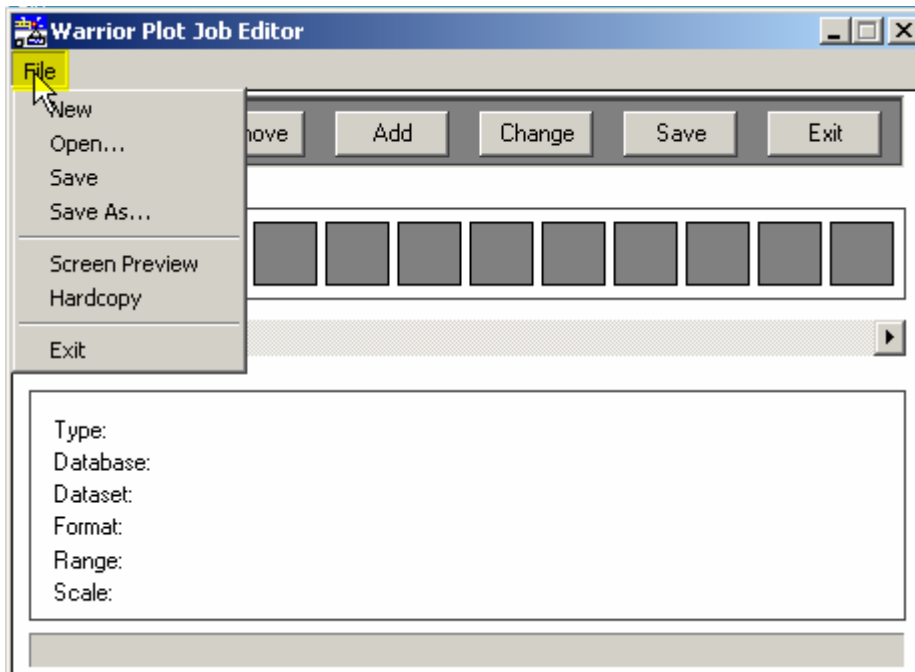 Warrior Plot Job Editor
File
New
Open...
Save
Save As...
Screen Preview
Hardcopy
Exit
Add Change Save Exit
Type:
Database:
Dataset:
Format:
Range:
Scale: